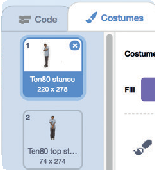 Code
Costumes
1
Ten80 stance
220 x 278
Costume
Fill
2
Ten80 top st...
74 x 274